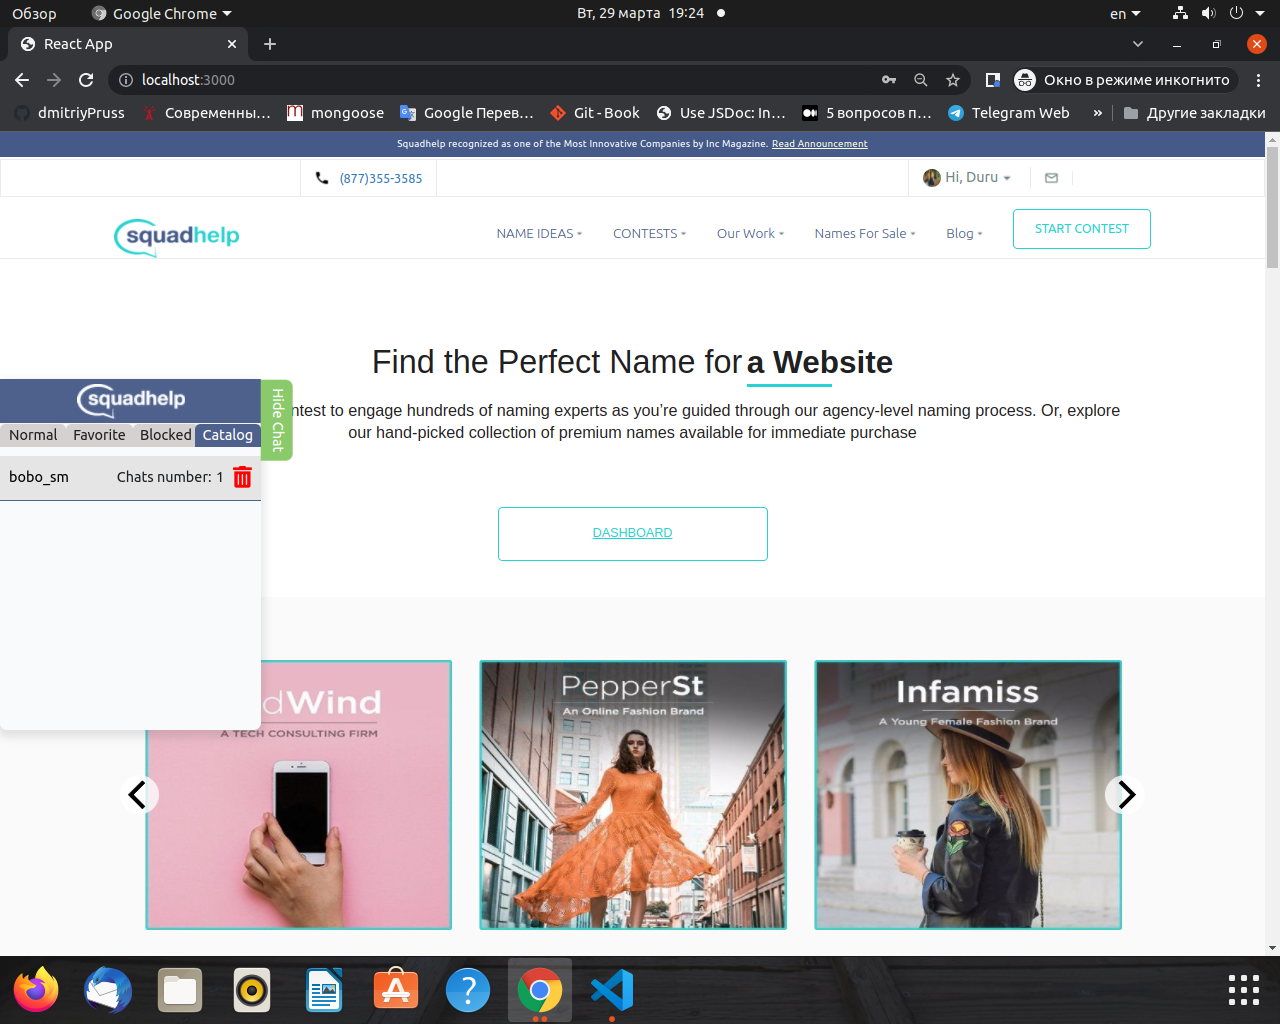 Обзор
Google Chrome
Вт, 29 марта 19:24
en
React App
localhost:3000
Окно в режиме инкогнито
dmitriyPruss
Современны...
mongoose
Google Перев...
Git - Book
Use JSDoc: In...
5 вопросов п...
Telegram Web
»
Другие закладки
Squadhelp recognized as one of the Most Innovative Companies by Inc Magazine. Read Announcement
(877)355-3585
Hi, Duru
squadhelp
NAME IDEAS
CONTESTS
Our Work
Names For Sale
Blog
START CONTEST
Find the Perfect Name for a Website
ntest to engage hundreds of naming experts as you’re guided through our agency-level naming process. Or, explore
our hand-picked collection of premium names available for immediate purchase
squadhelp
Hide Chat
Normal
Favorite
Blocked
Catalog
bobo_sm
Chats number: 1
DASHBOARD
dWind
A TECH CONSULTING FIRM
PepperSt
An Online Fashion Brand
Infamiss
A Young Female Fashion Brand